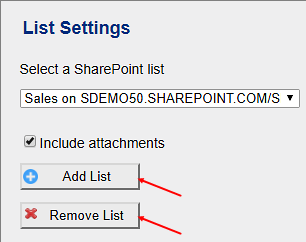 List Settings
Select a SharePoint list
Sales on SDEMO50.SHAREPOINT.COM/S
Include attachments
Add List
Remove List